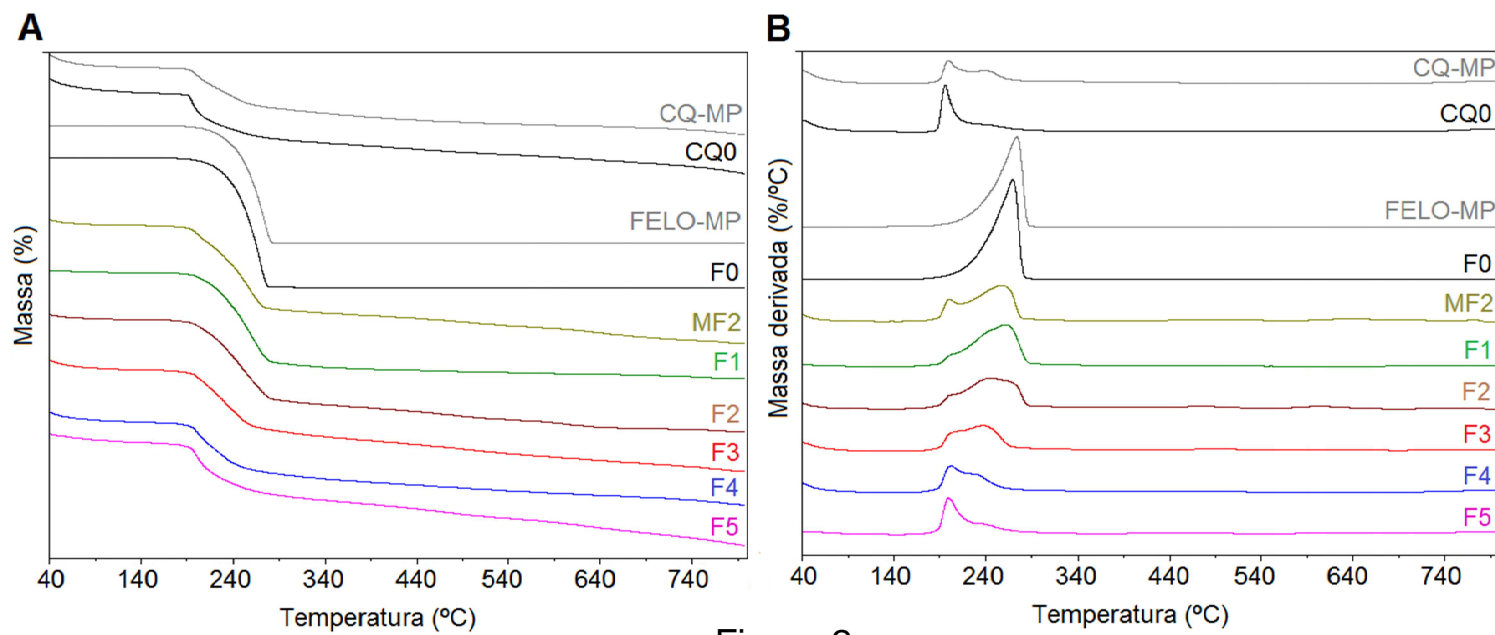 A
CQ-MP
CQ0
FELO-MP
F0
MF2
F1
F2
F3
F4
F5
Massa (%)
40 140 240 340 440 540 640 740
Temperatura (ºC)
B
CQ-MP
CQ0
FELO-MP
F0
MF2
F1
F2
F3
F4
F5
Massa derivada (%/ºC)
40 140 240 340 440 540 640 740
Temperatura (ºC)